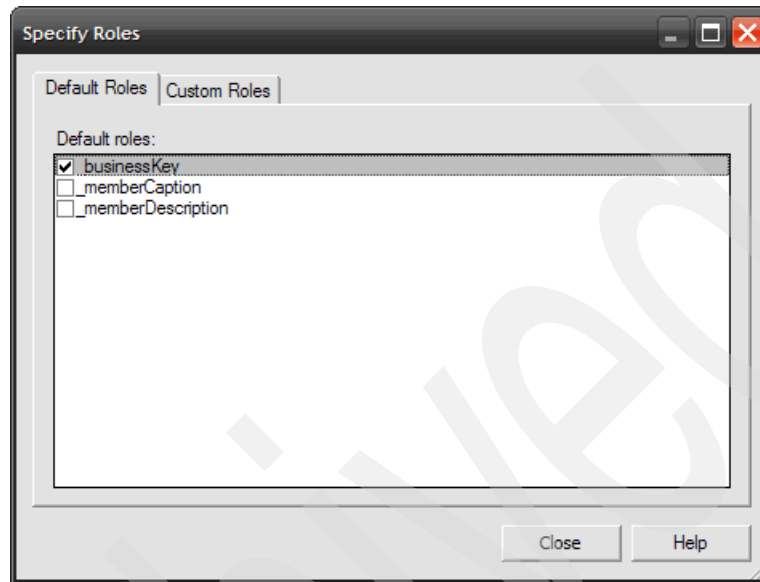 Specify Roles
Default Roles
Custom Roles
Default roles:
_businessKey
_memberCaption
_memberDescription
Close
Help